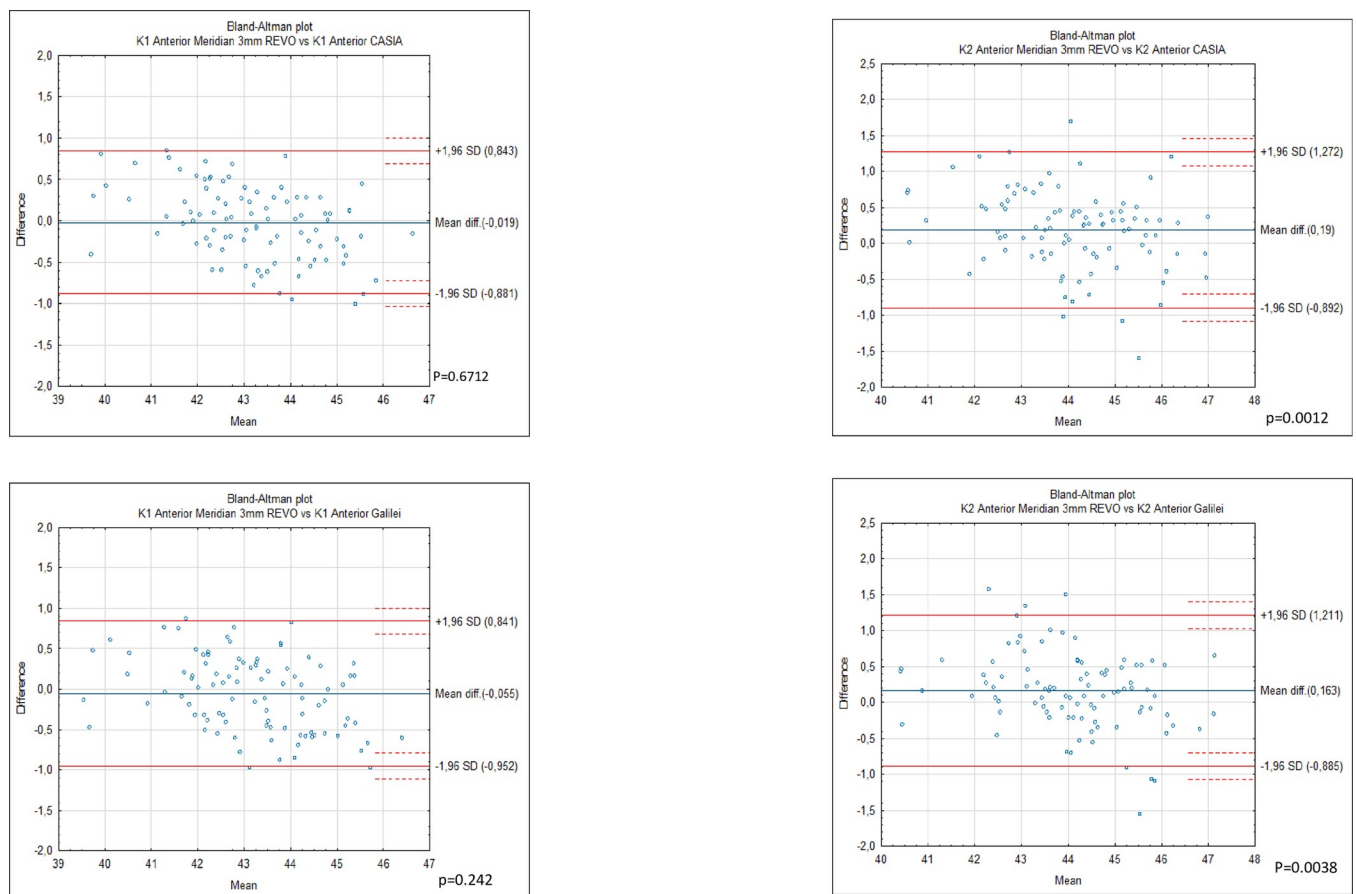 Bland-Altman plot
K1 Anterior Meridian 3mm REVO vs K1 Anterior CASIA
2,0
1,5
1,0
0,5
0,0
-0,5
-1,0
-1,5
-2,0
Difference
39 40 41 42 43 44 45 46 47
Mean
+1,96 SD (0,843)
Mean diff.(-0,019)
-1,96 SD (-0,881)
P=0.6712
Bland-Altman plot
K2 Anterior Meridian 3mm REVO vs K2 Anterior CASIA
2,5
2,0
1,5
1,0
0,5
0,0
-0,5
-1,0
-1,5
-2,0
Difference
40 41 42 43 44 45 46 47 48
Mean
+1,96 SD (1,272)
Mean diff.(0,19)
-1,96 SD (-0,892)
p=0.0012
Bland-Altman plot
K1 Anterior Meridian 3mm REVO vs K1 Anterior Galilei
2,0
1,5
1,0
0,5
0,0
-0,5
-1,0
-1,5
-2,0
Difference
39 40 41 42 43 44 45 46 47
Mean
+1,96 SD (0,841)
Mean diff.(-0,055)
-1,96 SD (-0,952)
p=0.242
Bland-Altman plot
K2 Anterior Meridian 3mm REVO vs K2 Anterior Galilei
2,5
2,0
1,5
1,0
0,5
0,0
-0,5
-1,0
-1,5
-2,0
Difference
40 41 42 43 44 45 46 47 48
Mean
+1,96 SD (1,211)
Mean diff.(0,163)
-1,96 SD (-0,885)
P=0.0038